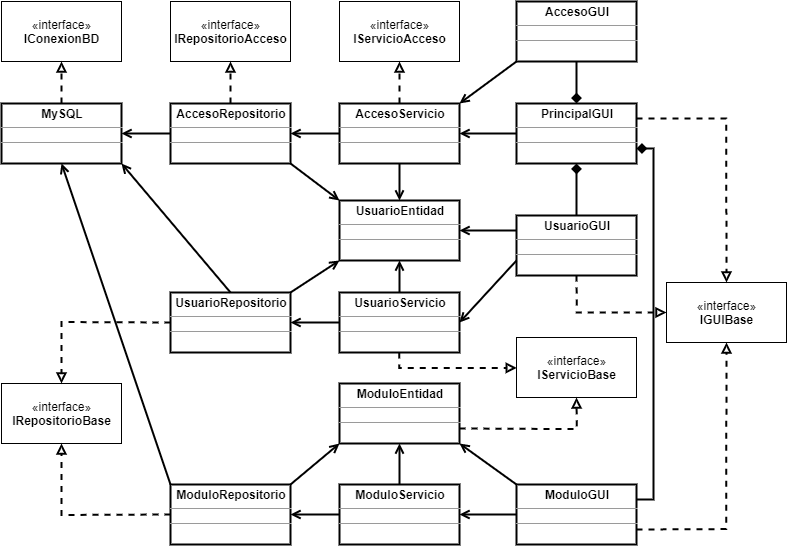 «interface»
IConexionBD
«interface»
IRepositorioAcceso
«interface»
IServicioAcceso
AccesoGUI
MySQL
AccesoRepositorio
AccesoServicio
PrincipalGUI
UsuarioEntidad
UsuarioGUI
UsuarioRepositorio
UsuarioServicio
«interface»
IGUIBase
«interface»
IServicioBase
«interface»
IRepositorioBase
ModuloEntidad
ModuloRepositorio
ModuloServicio
ModuloGUI